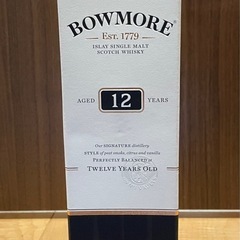 BOWMORE
EST. 1779
ISLAY SINGLE MALT
SCOTCH WHISKY
AGED 12 YEARS
Our SIGNATURE distillery
STYLE of peat smoke, citrus and vanilla
PERFECTLY BALANCED at
TWELVE YEARS OLD